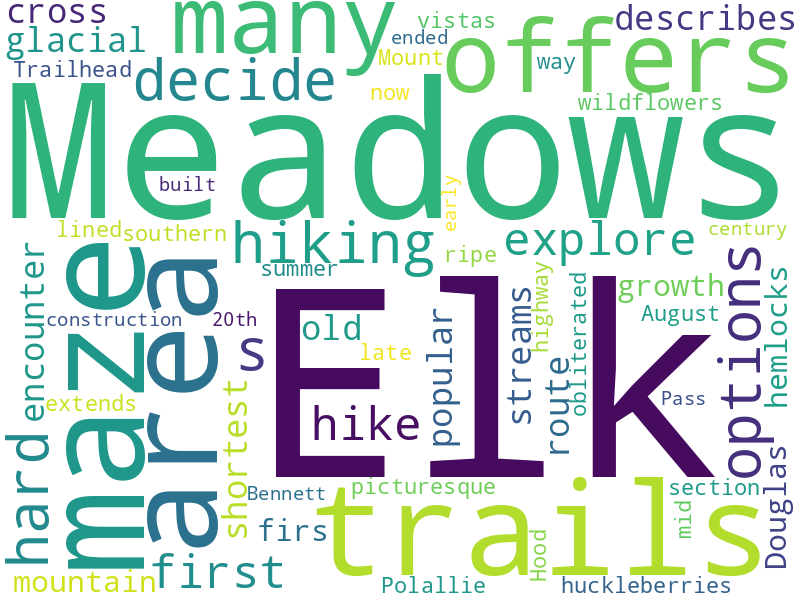 cross
many
offers
vistas
describes
glacial
ended
Mount
way
Trailhead
decide
now
wildflowers
Meadows
built
early
lined
southern
hiking
explore
century
maze
area
summer
ripe
options
encounter
Elk
streams
highway
growth
hemlocks
obliterated
August
construction
20th
old
popular
s
late
route
extends
shortest
hike
Pass
hard
Bennett
picturesque
section
Douglas
trails
mid
firs
Hood
first
mountain
Polallie
huckleberries